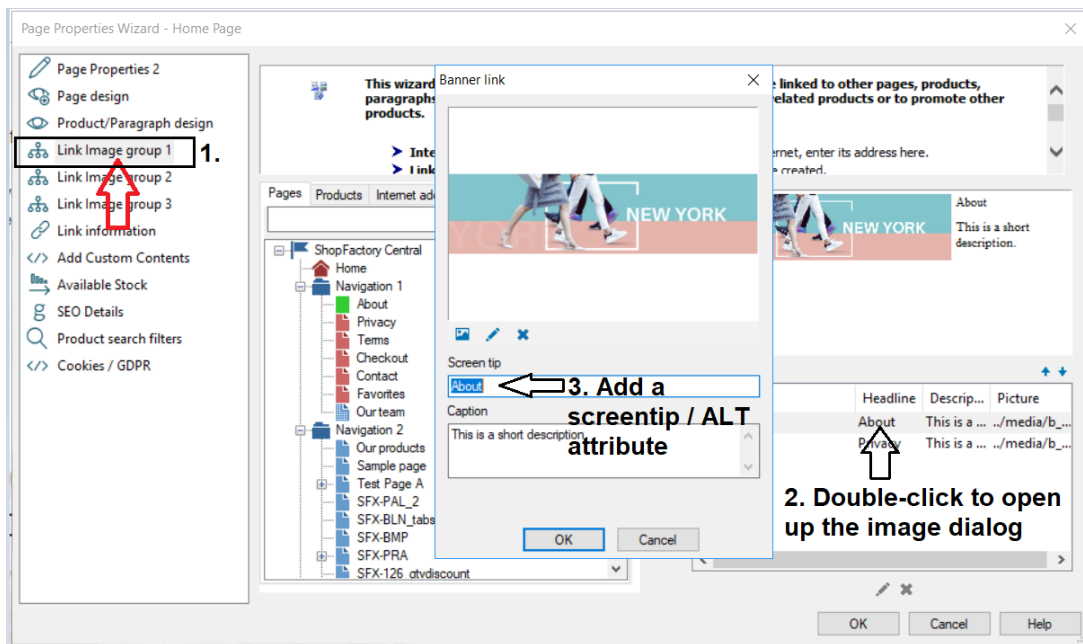 Page Properties Wizard - Home Page
Page Properties 2
Page design
Product/Paragraph design
Link Image group 1
1.
Link Image group 2
Link Image group 3
Link information
Add Custom Contents
Available Stock
SEO Details
Product search filters
Cookies / GDPR
This wizard
paragraphs
products.
linked to other pages, products,
related products or to promote other
Inte
Link
ernet, enter its address here.
created.
Pages Products Internet ad
ShopFactory Central
Home
Navigation 1
About
Privacy
Terms
Checkout
Contact
Favorites
Our team
Navigation 2
Our products
Sample page
Test Page A
SFX-PAL_2
SFX-BLN_tabs
SFX-BMP
SFX-PRA
SFX-126_qtydiscount
Banner link
NEW YORK
YORK
Screen tip
About
3. Add a
screentip / ALT
attribute
Caption
This is a short description.
OK Cancel
NEW YORK
About
This is a short
description.
Headline Descrip... Picture
About This is a ... ../media/b_...
Privacy This is a ... ../media/b_...
2. Double-click to open
up the image dialog
OK Cancel Help